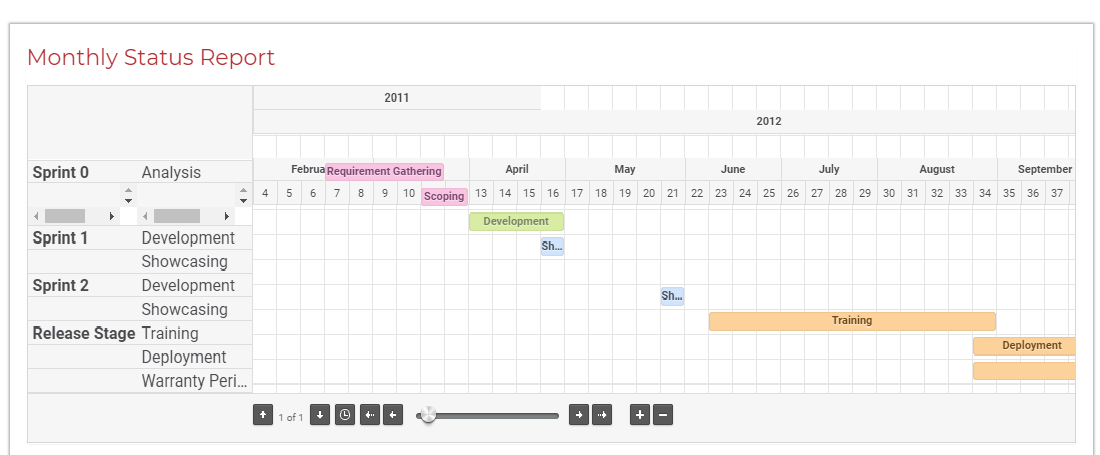 Monthly Status Report
2011
2012
Sprint 0 Analysis
Februa
Requirement Gathering
April May June July August September
4 5 6 7 8 9 10
Scoping
13 14 15 16 17 18 19 20 21 22 23 24 25 26 27 28 29 30 31 32 33 34 35 36 37
Development
Sprint 1 Development
Sh...
Showcasing
Sprint 2 Development
Sh...
Showcasing
Training
Release Stage Training
Deployment
Deployment
Warranty Peri...
1 of 1